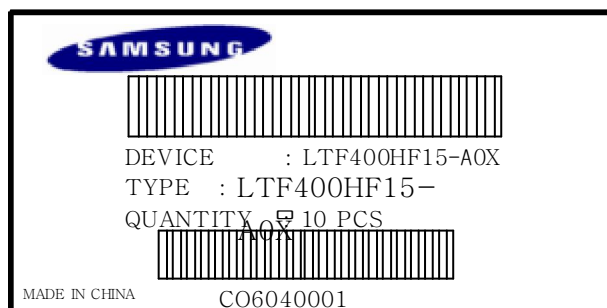 SAMSUNG
DEVICE : LTF400HF15-A0X
TYPE : LTF400HF15-
A0X
QUANTITY : 10 PCS
MADE IN CHINA
CO6040001